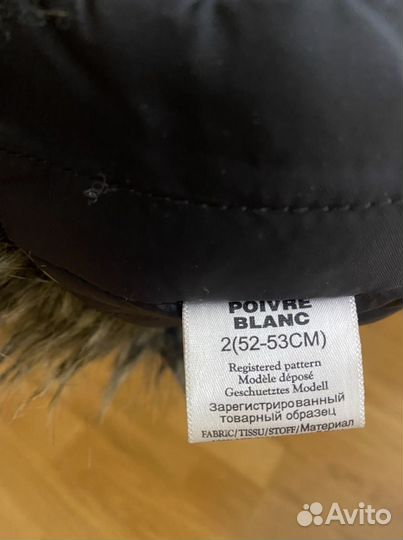 POIVRE
BLANC
2(52-53CM)
Registered pattern
Modèle déposé
Geschuetztes Modell
Зарегистрированный
товарный образец
FABRIC/TISSU/STOFF/Материал
Avito